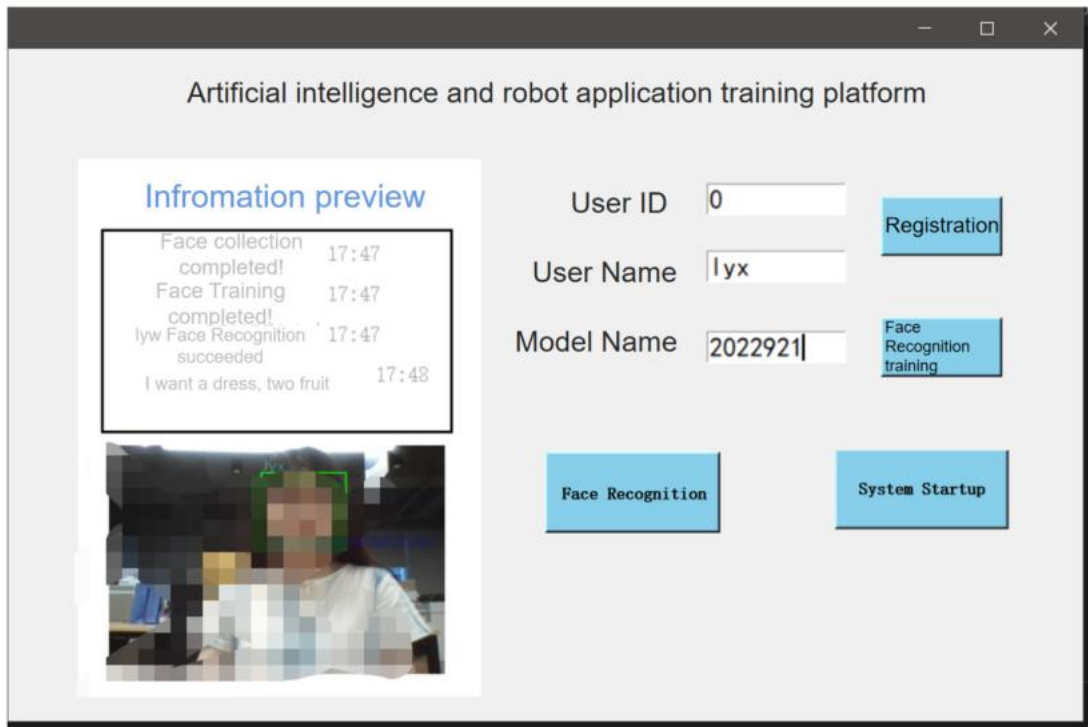 Artificial intelligence and robot application training platform
Infromation preview
Face collection
completed!
17:47
Face Training
completed!
17:47
lyw Face Recognition
succeeded
17:47
I want a dress, two fruit
17:48
lyx
User ID
0
Registration
User Name
lyx
Model Name
2022921
Face
Recognition
training
Face Recognition
System Startup